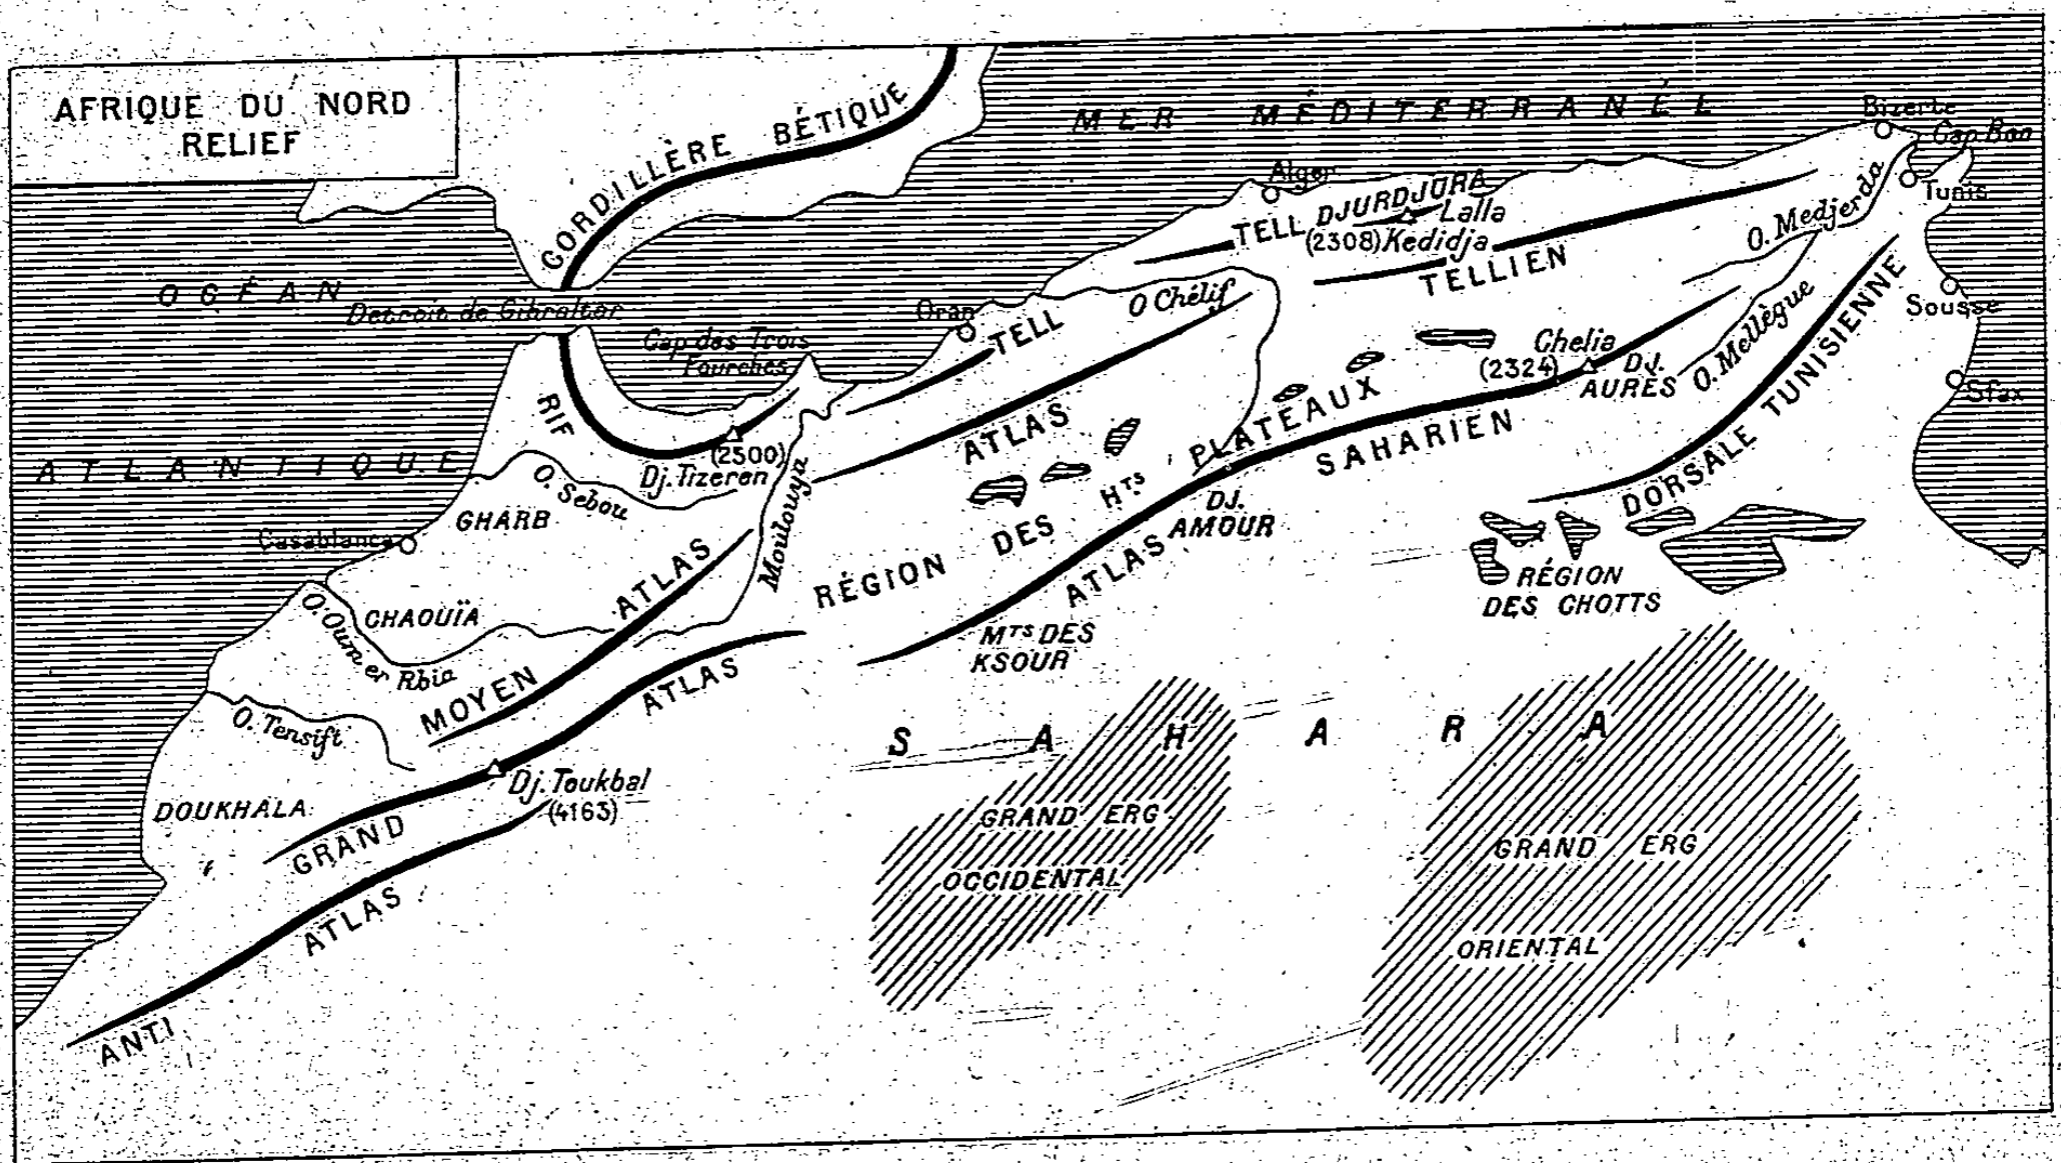 AFRIQUE DU NORD
RELIEF
CORDILLÈRE BÉTIQUE
MER MÉDITERRANÉE
Bizerte
Cap Bon
Tunis
O. Medjerda
Alger
TELL DJURDJURA
Lalla
(2308) Kedidja
TELLIEN
OCÉAN
ATLANTIQUE
Detroit de Gibraltar
Cap des Trois
Fourches
Oran
TELL
O Chélif
ATLAS
Sousse
Sfax
O. Mellègue
Chelia
(2324)
DJ.
AURÈS
DORSALE TUNISIENNE
RIF
(2500)
Dj. Tizeren
O. Sebou
GHARB
Casablanca
Moulouya
RÉGION DES HTS PLATEAUX
ATLAS SAHARIEN
DJ.
AMOUR
MTS DES
KSOUR
RÉGION
DES CHOTTS
CHAOUÏA
O. Oum er Rbia
MOYEN ATLAS
O. Tensift
DOUKHALA
GRAND ATLAS
Dj. Toukbal
(4163)
ANTI ATLAS
SAHARA
GRAND ERG
OCCIDENTAL
GRAND ERG
ORIENTAL